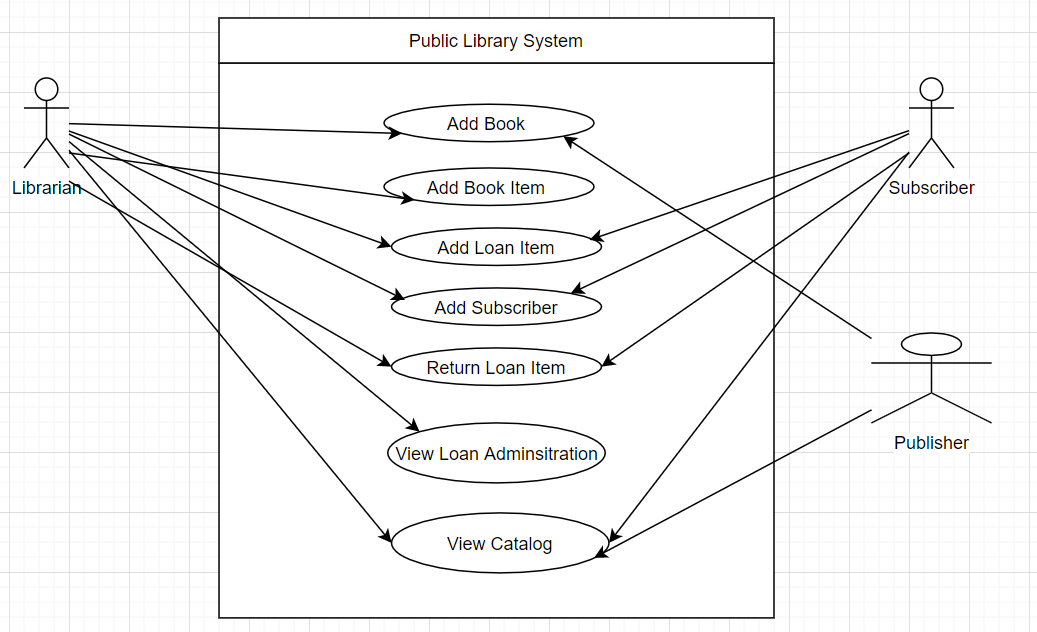 Public Library System
Add Book
Add Book Item
Librarian
Subscriber
Add Loan Item
Add Subscriber
Return Loan Item
Publisher
View Loan Adminsitration
View Catalog